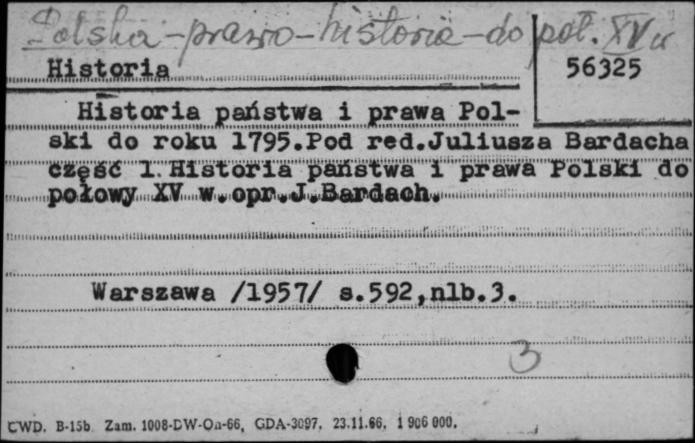 Polska - prawo - historia - do poł. XV w
Historia
56325
Historia państwa i prawa Pol-
ski do roku 1795.Pod red.Juliusza Bardacha
część 1.Historia państwa i prawa Polski do
połowy XV w.opr.J.Bardach.
Warszawa /1957/ s.592,nlb.3.
3
CWD. B-15b. Zam. 1008-DW-Oa-66, GDA-3097, 23.11.66, 1 906 000.